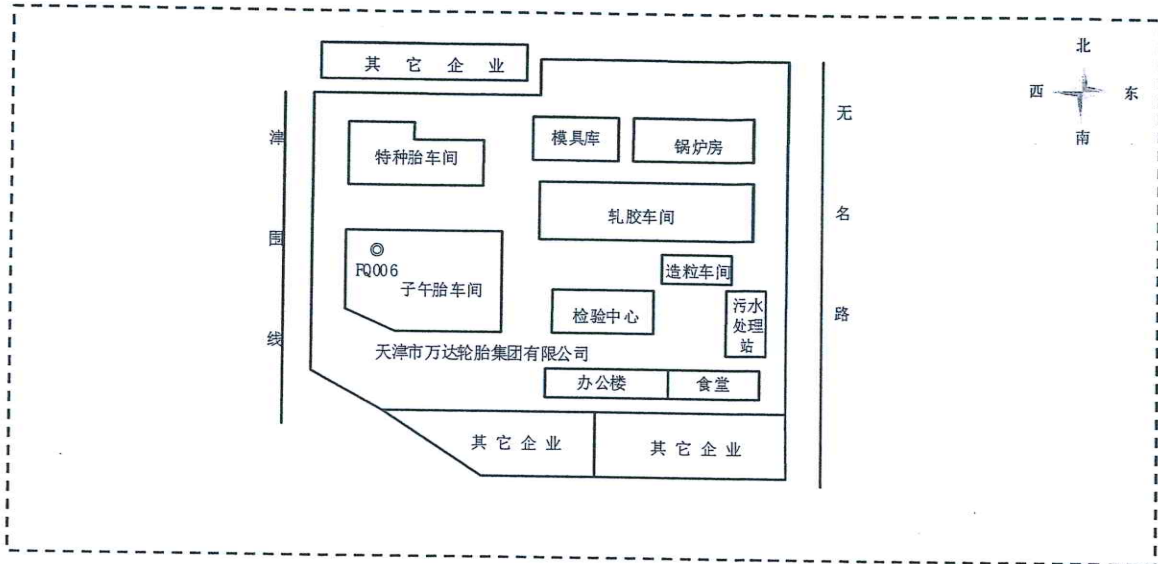 其它企业
北
西
东
南
津围线
无名路
特种胎车间
模具库
锅炉房
轧胶车间
FQ006
子午胎车间
造粒车间
检验中心
污水
处理
站
天津市万达轮胎集团有限公司
办公楼
食堂
其它企业
其它企业